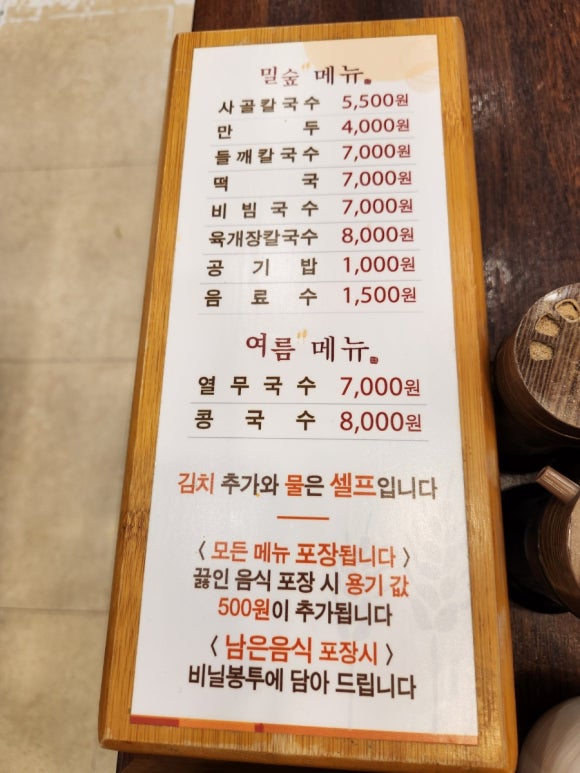 밀숲 메뉴
사골칼국수 5,500원
만두 4,000원
들깨칼국수 7,000원
떡국 7,000원
비빔국수 7,000원
육개장칼국수 8,000원
공기밥 1,000원
음료수 1,500원
여름 메뉴
열무국수 7,000원
콩국수 8,000원
김치 추가와 물은 셀프입니다
〈 모든 메뉴 포장됩니다 〉
끓인 음식 포장 시 용기 값
500원이 추가됩니다
〈 남은음식 포장시 〉
비닐봉투에 담아 드립니다